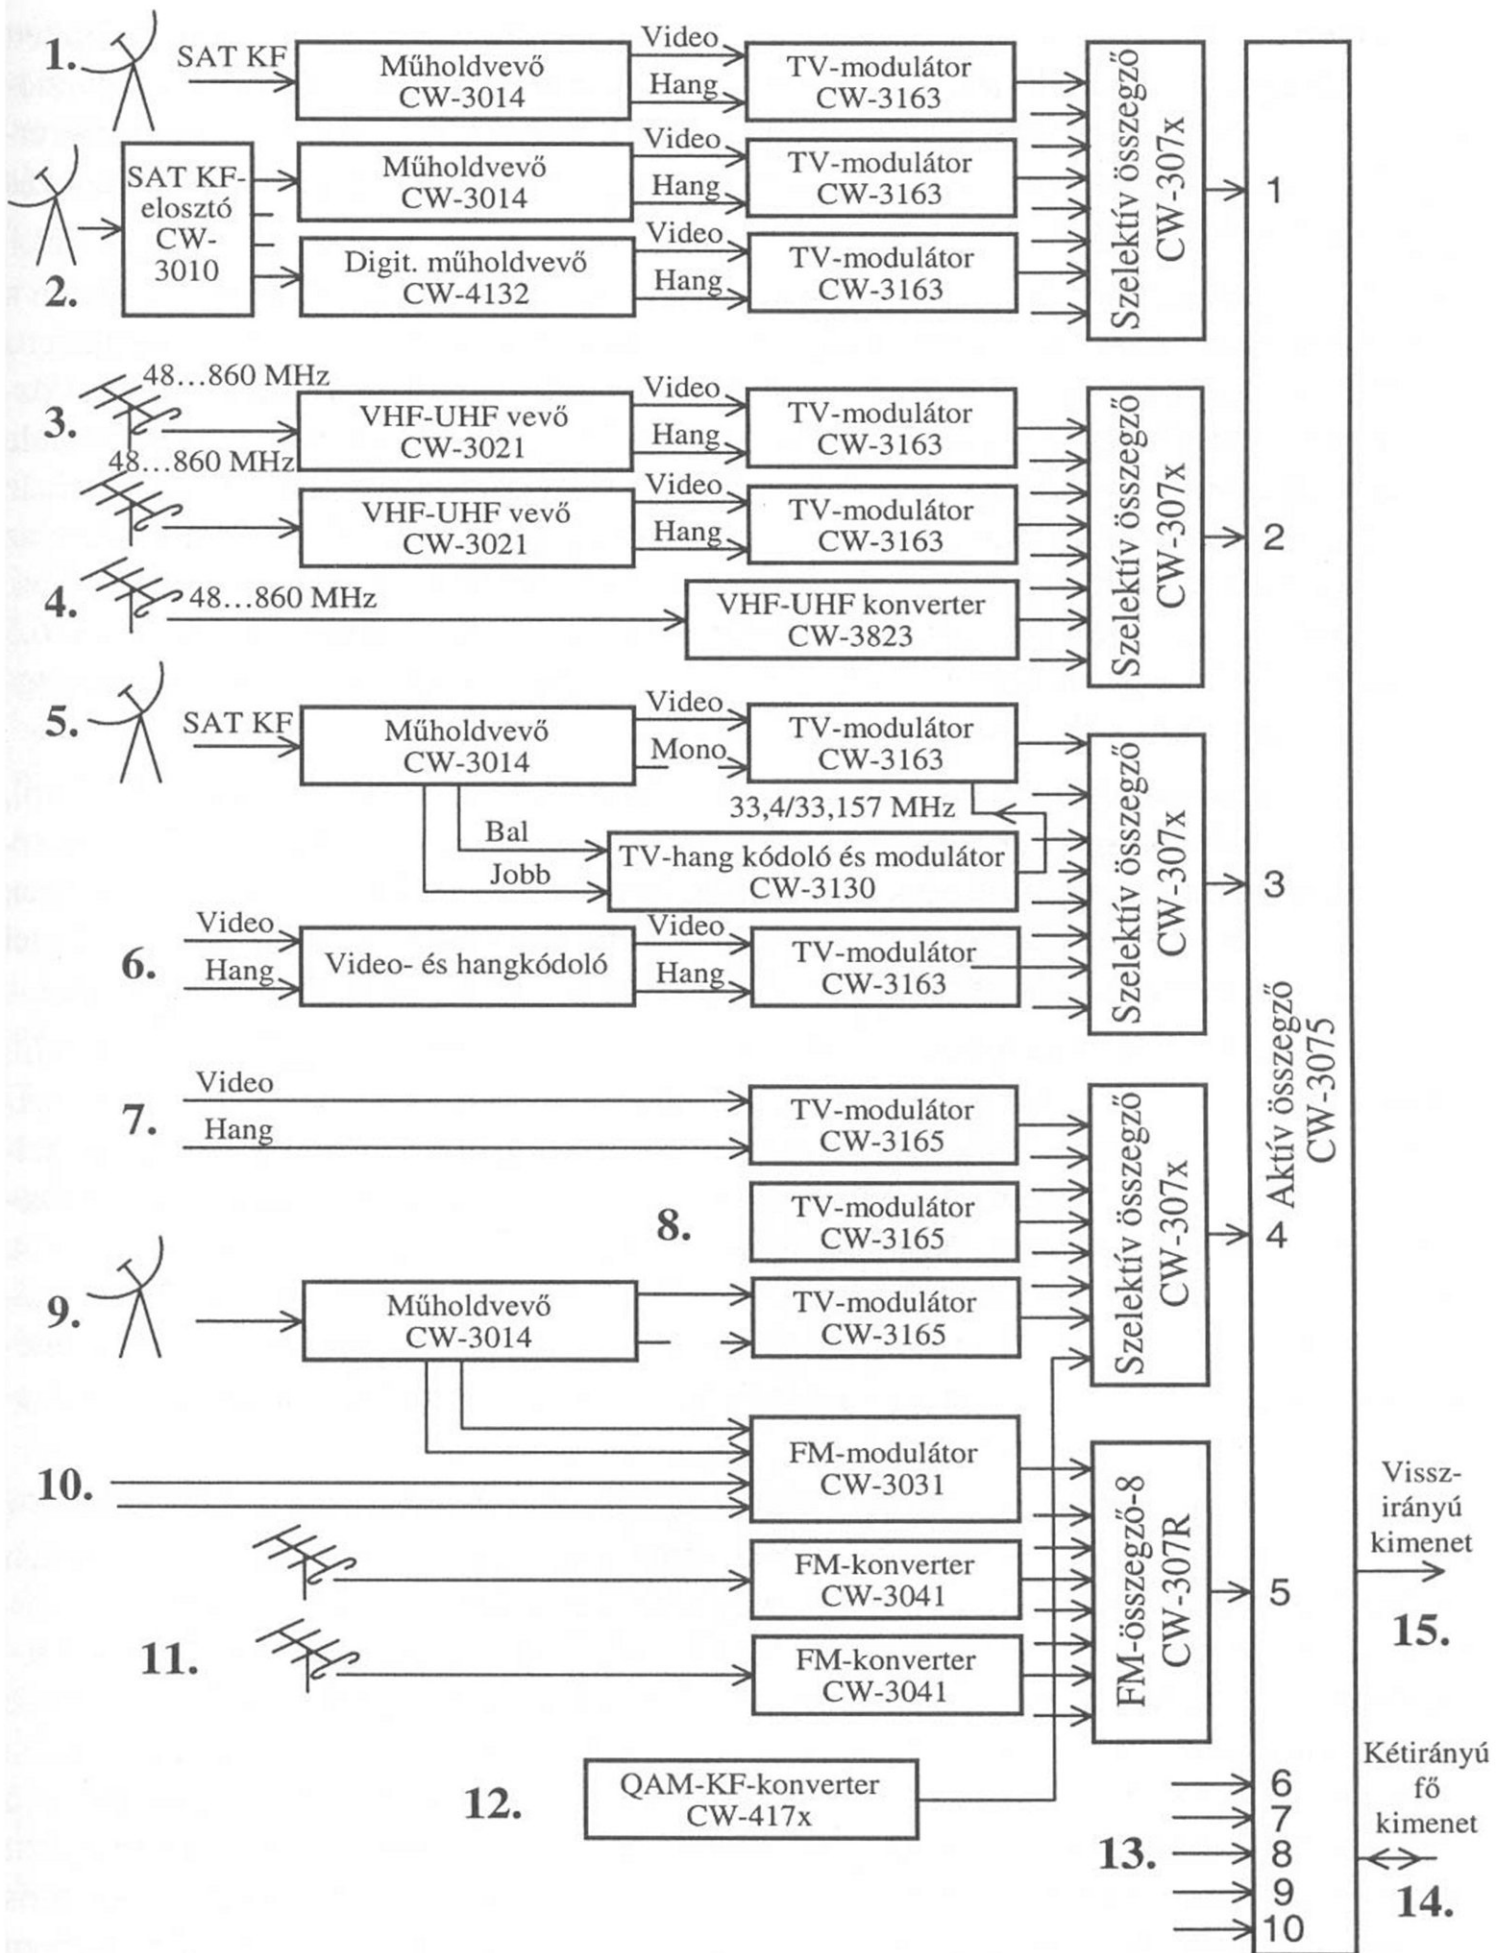 1.
SAT KF
Műholdvevő
CW-3014
Video
Hang
TV-modulátor
CW-3163
Szelektív összegző
CW-307x
1
2.
SAT KF-
elosztó
CW-
3010
Műholdvevő
CW-3014
Video
Hang
TV-modulátor
CW-3163
Digit. műholdvevő
CW-4132
Video
Hang
TV-modulátor
CW-3163
3.
48...860 MHz
VHF-UHF vevő
CW-3021
Video
Hang
TV-modulátor
CW-3163
Szelektív összegző
CW-307x
2
48...860 MHz
VHF-UHF vevő
CW-3021
Video
Hang
TV-modulátor
CW-3163
4.
48...860 MHz
VHF-UHF konverter
CW-3823
5.
SAT KF
Műholdvevő
CW-3014
Video
Mono
TV-modulátor
CW-3163
33,4/33,157 MHz
Bal
Jobb
TV-hang kódoló és modulátor
CW-3130
Szelektív összegző
CW-307x
3
6.
Video
Hang
Video- és hangkódoló
Video
Hang
TV-modulátor
CW-3163
Aktív összegző
CW-3075
7.
Video
Hang
TV-modulátor
CW-3165
Szelektív összegző
CW-307x
4
8.
TV-modulátor
CW-3165
9.
Műholdvevő
CW-3014
TV-modulátor
CW-3165
10.
FM-modulátor
CW-3031
FM-összegző-8
CW-307R
5
FM-konverter
CW-3041
11.
FM-konverter
CW-3041
Vissz-
irányú
kimenet
15.
12.
QAM-KF-konverter
CW-417x
13.
6
7
8
9
10
Kétirányú
fő
kimenet
14.